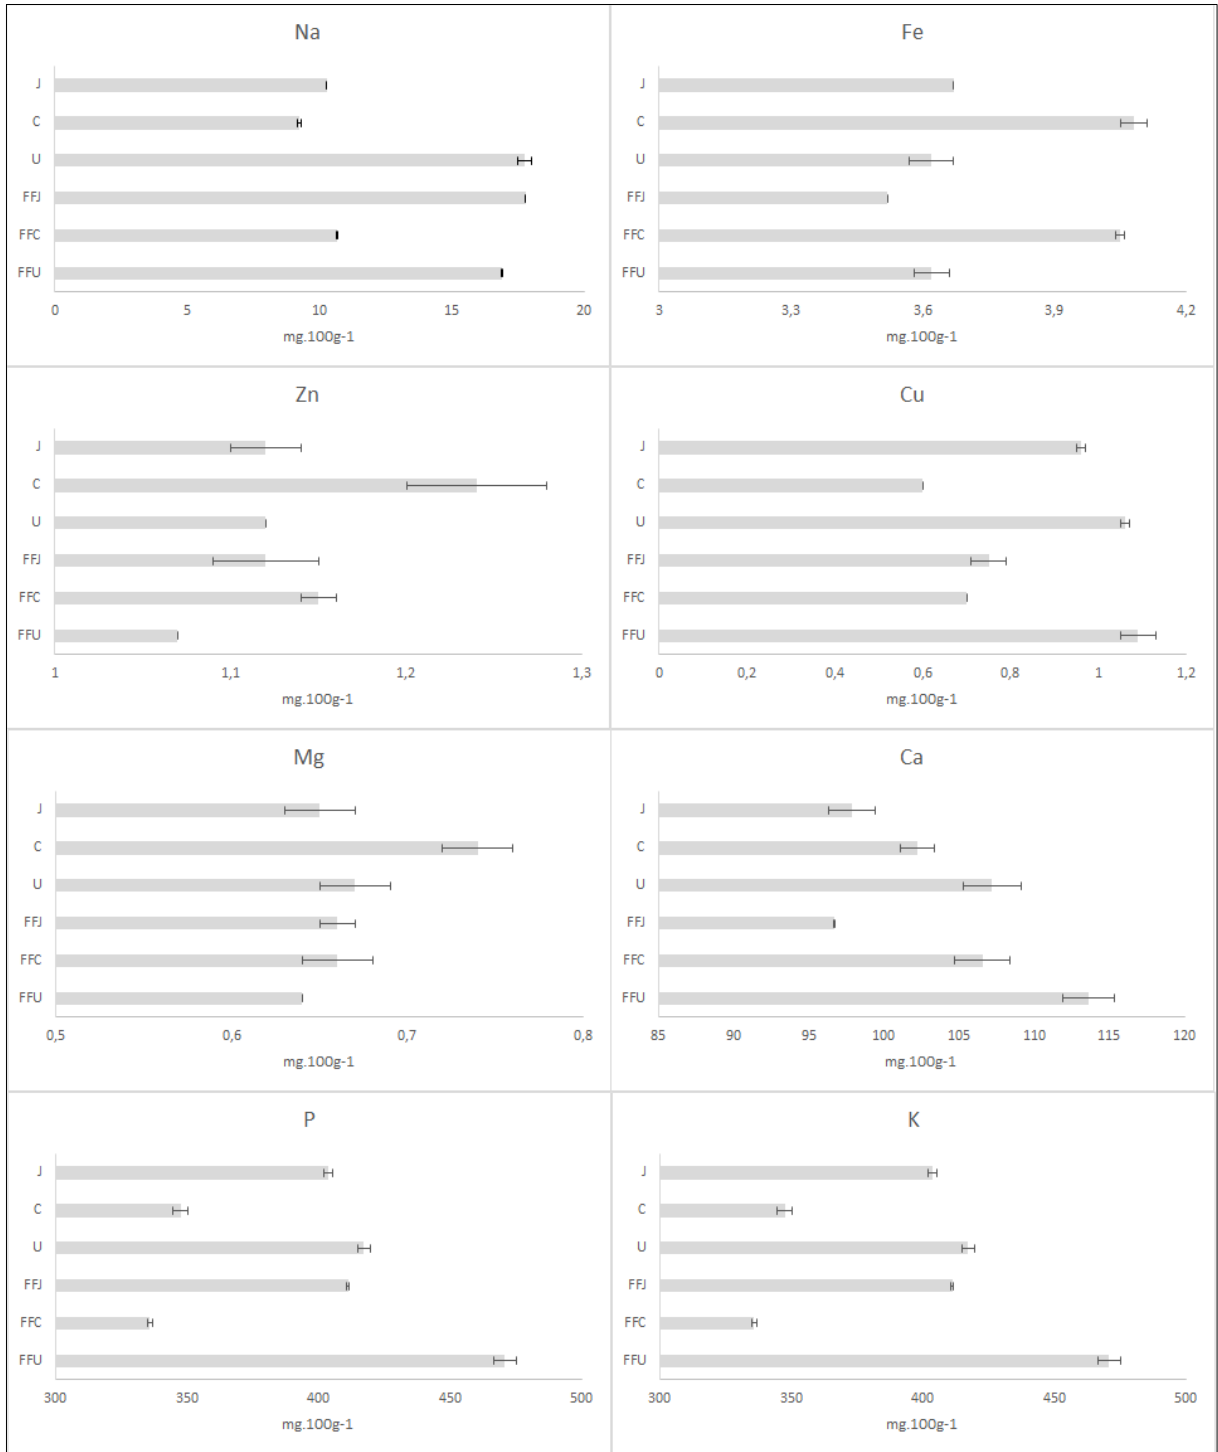 Na
J
C
U
FFJ
FFC
FFU
0 5 10 15 20
mg.100g-1
Fe
J
C
U
FFJ
FFC
FFU
3 3,3 3,6 3,9 4,2
mg.100g-1
Zn
J
C
U
FFJ
FFC
FFU
1 1,1 1,2 1,3
mg.100g-1
Cu
J
C
U
FFJ
FFC
FFU
0 0,2 0,4 0,6 0,8 1 1,2
mg.100g-1
Mg
J
C
U
FFJ
FFC
FFU
0,5 0,6 0,7 0,8
mg.100g-1
Ca
J
C
U
FFJ
FFC
FFU
85 90 95 100 105 110 115 120
mg.100g-1
P
J
C
U
FFJ
FFC
FFU
300 350 400 450 500
mg.100g-1
K
J
C
U
FFJ
FFC
FFU
300 350 400 450 500
mg.100g-1